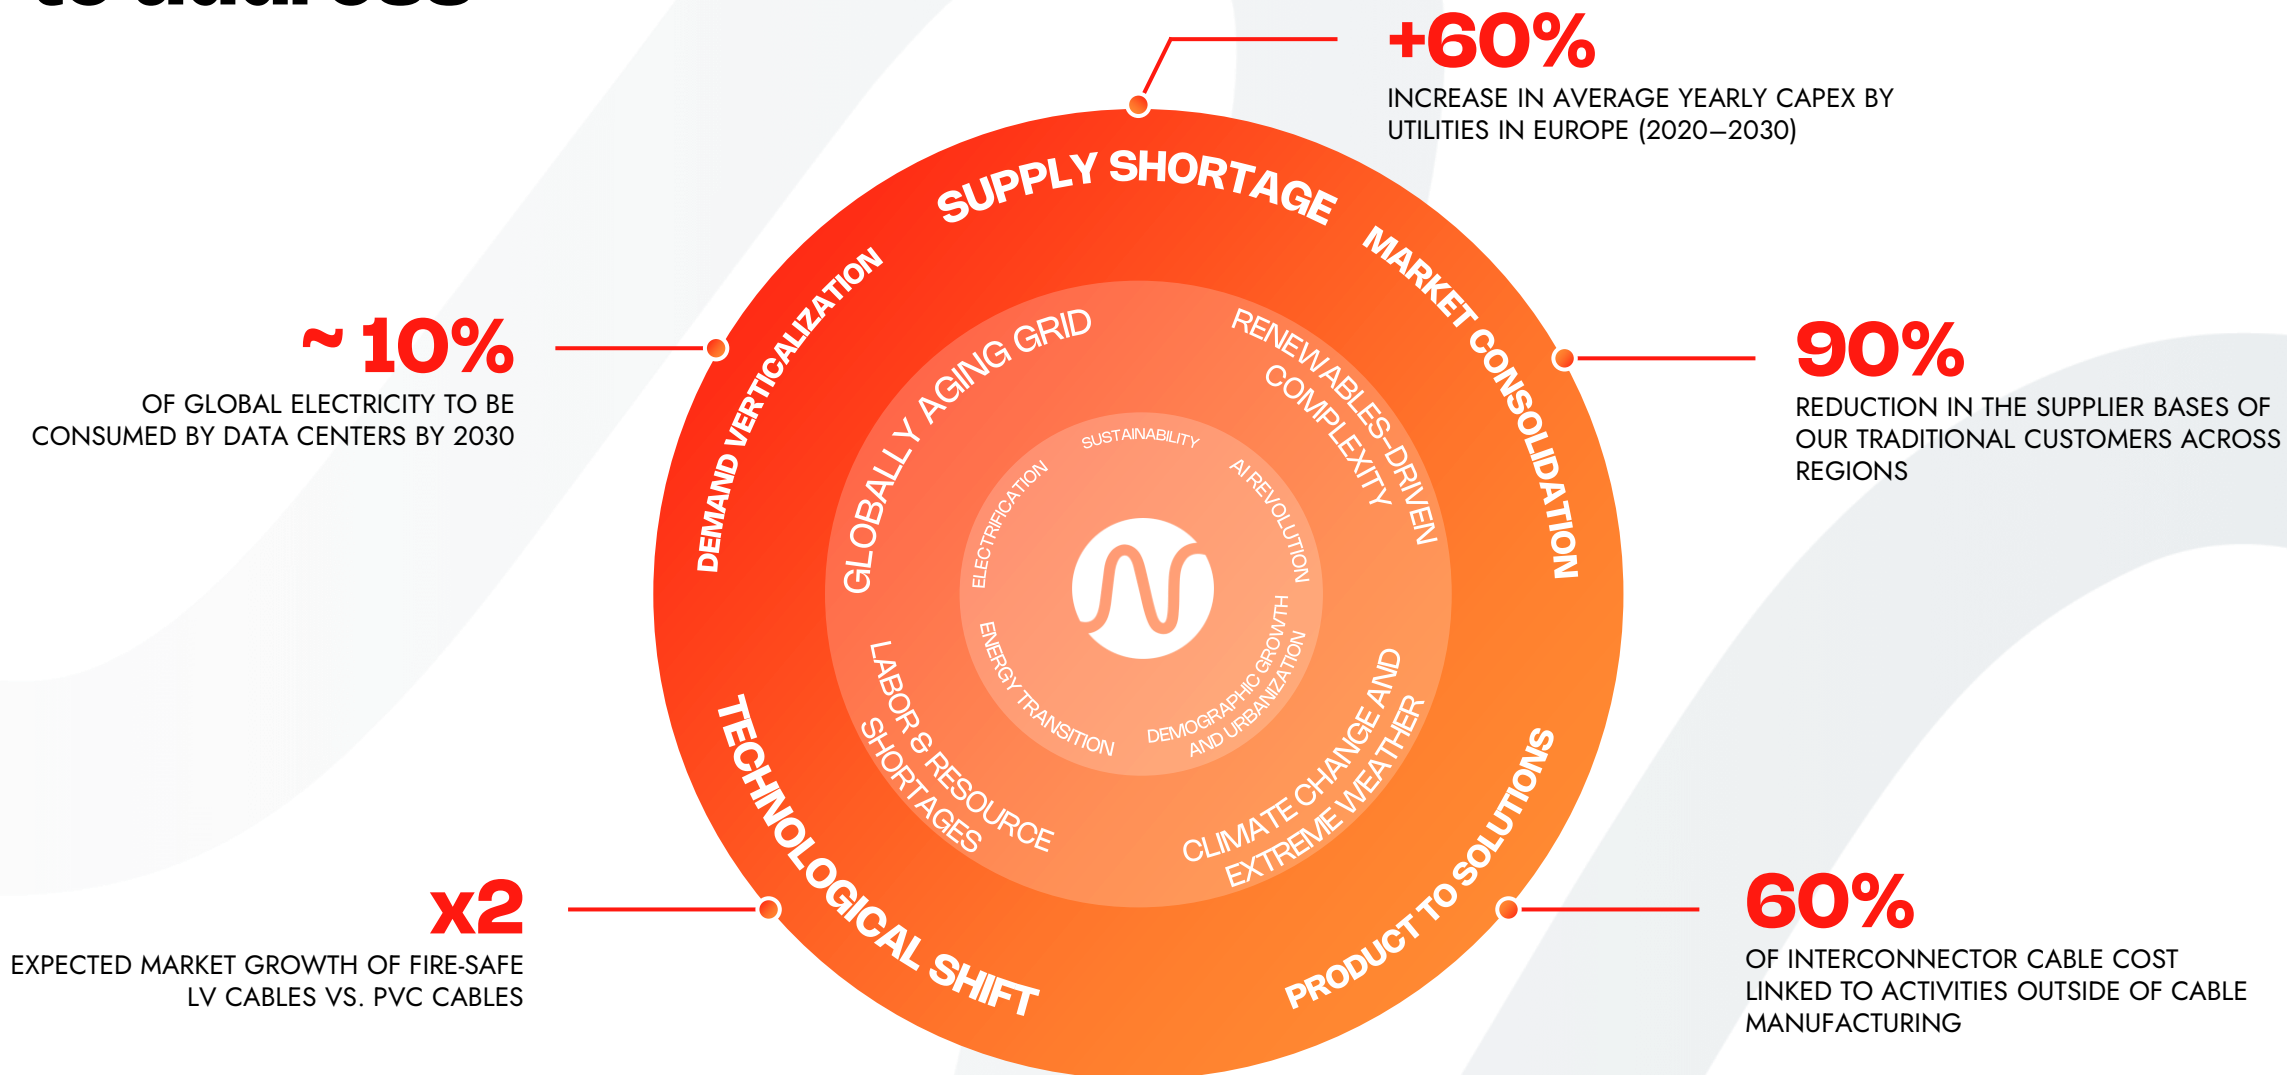 to address
+60%
INCREASE IN AVERAGE YEARLY CAPEX BY
UTILITIES IN EUROPE (2020–2030)
~ 10%
OF GLOBAL ELECTRICITY TO BE
CONSUMED BY DATA CENTERS BY 2030
90%
REDUCTION IN THE SUPPLIER BASES OF
OUR TRADITIONAL CUSTOMERS ACROSS
REGIONS
x2
EXPECTED MARKET GROWTH OF FIRE-SAFE
LV CABLES VS. PVC CABLES
60%
OF INTERCONNECTOR CABLE COST
LINKED TO ACTIVITIES OUTSIDE OF CABLE
MANUFACTURING
SUPPLY SHORTAGE
MARKET CONSOLIDATION
PRODUCT TO SOLUTIONS
TECHNOLOGICAL SHIFT
DEMAND VERTICALIZATION
GLOBALLY AGING GRID
RENEWABLES-DRIVEN
COMPLEXITY
CLIMATE CHANGE AND
EXTREME WEATHER
LABOR & RESOURCE
SHORTAGES
SUSTAINABILITY
AI REVOLUTION
DEMOGRAPHIC GROWTH
AND URBANIZATION
ENERGY TRANSITION
ELECTRIFICATION